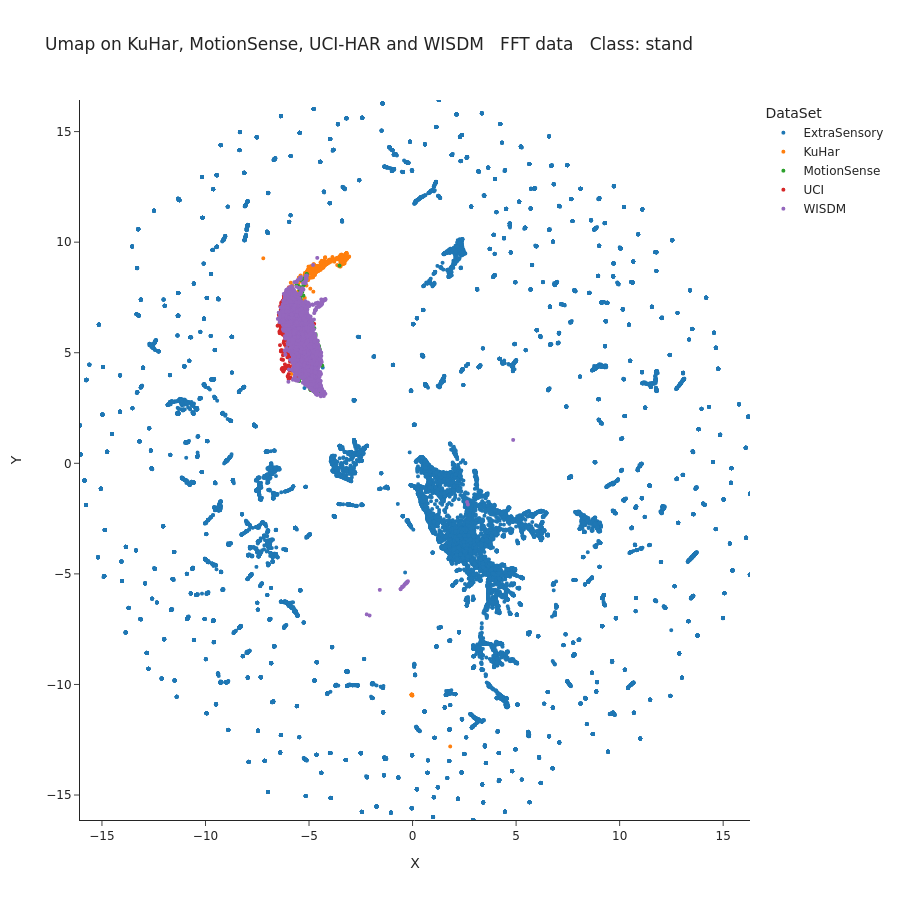 Umap on KuHar, MotionSense, UCI-HAR and WISDM   FFT data   Class: stand
DataSet
ExtraSensory
KuHar
MotionSense
UCI
WISDM
15
10
5
0
−5
−10
−15
Y
−15 −10 −5 0 5 10 15
X